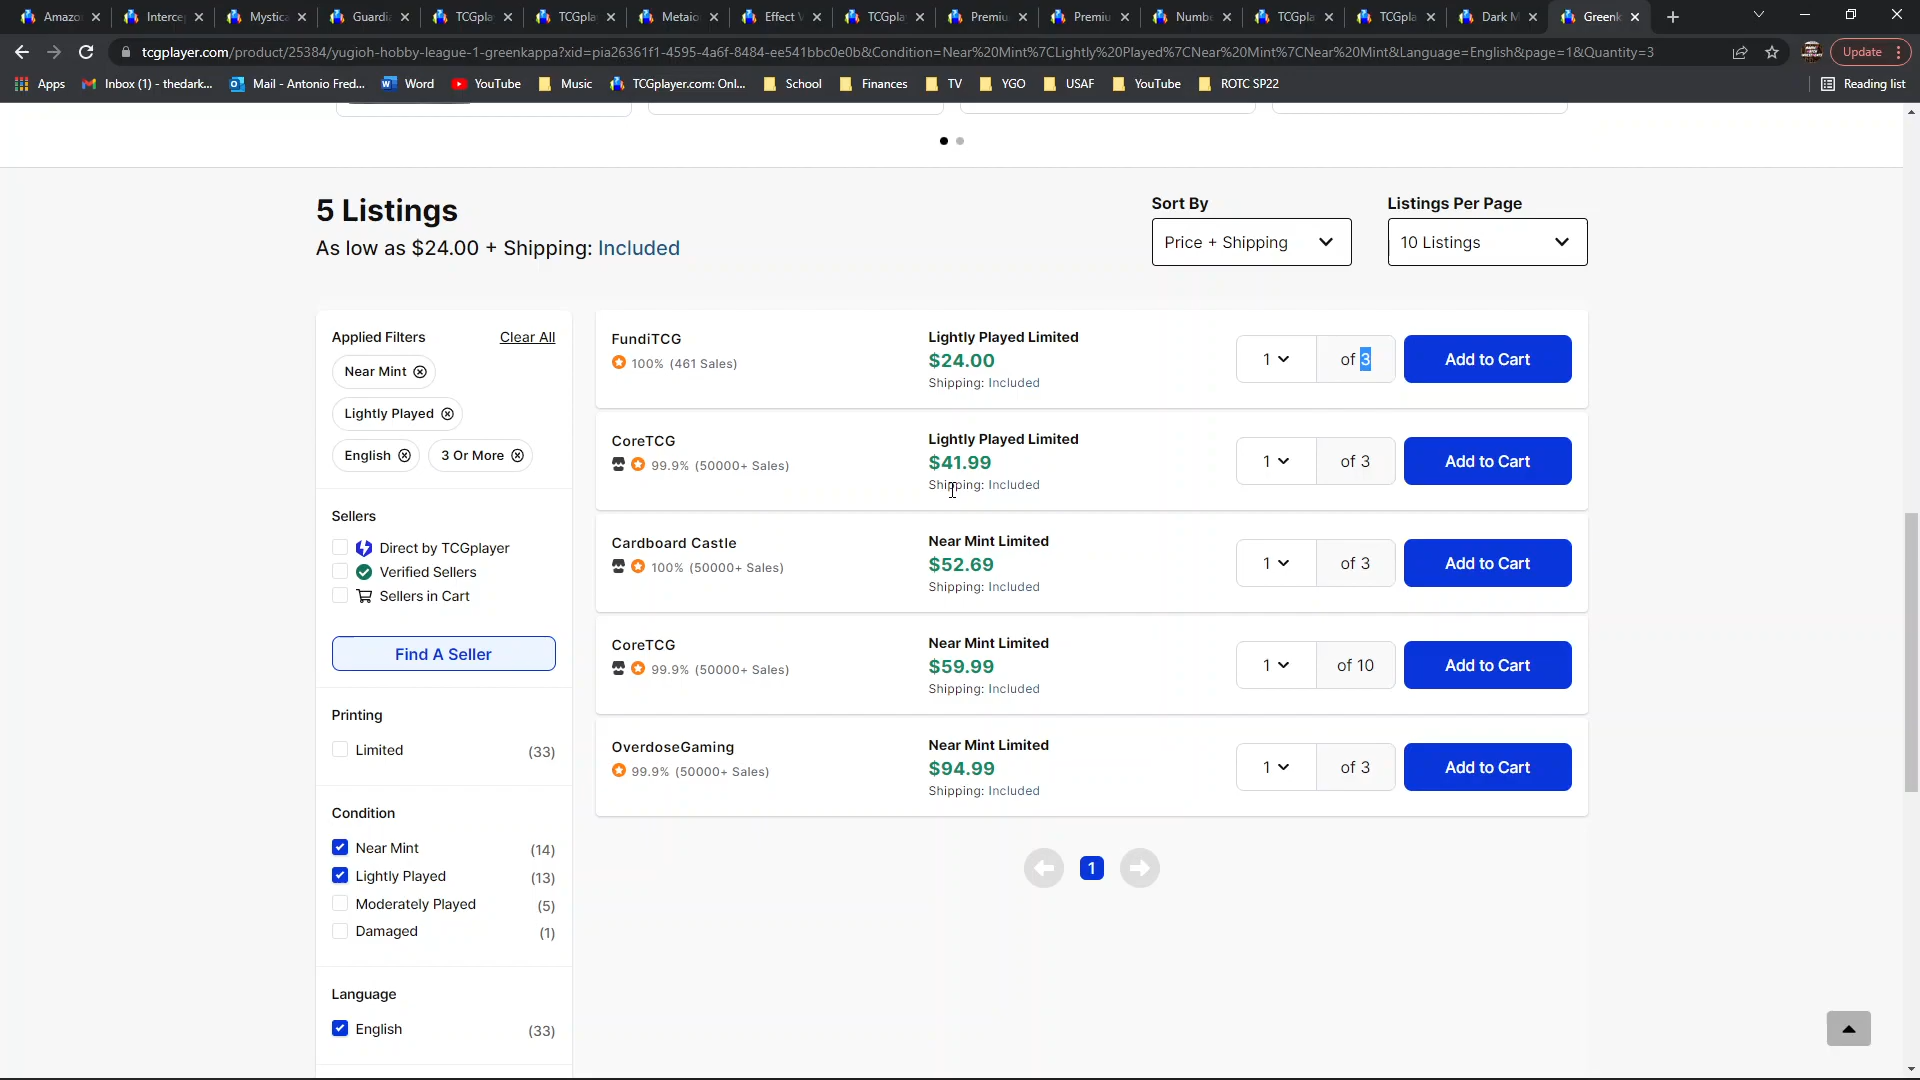 Amazo Interce Mystica Guardi TCGpla TCGpla Metaio Effect V TCGpla Premiu Premiu Numbe TCGpla TCGpla Dark M Greenk
tcgplayer.com/product/25384/yugioh-hobby-league-1-greenkappa?xid=pia26361f1-4595-4a6f-8484-ee541bbc0e0b&Condition=Near%20Mint%7CLightly%20Played%7CNear%20Mint%7CNear%20Mint&Language=English&page=1&Quantity=3 Update
Apps Inbox (1) - thedark... Mail - Antonio Fred... Word YouTube Music TCGplayer.com: Onl... School Finances TV YGO USAF YouTube ROTC SP22 Reading list
5 Listings
As low as $24.00 + Shipping: Included
Sort By
Price + Shipping
Listings Per Page
10 Listings
Applied Filters Clear All
Near Mint
Lightly Played
English 3 Or More
Sellers
Direct by TCGplayer
Verified Sellers
Sellers in Cart
Find A Seller
Printing
Limited (33)
Condition
Near Mint (14)
Lightly Played (13)
Moderately Played (5)
Damaged (1)
Language
English (33)
FundiTCG
100% (461 Sales)
Lightly Played Limited
$24.00
Shipping: Included
1 of 3 Add to Cart
CoreTCG
99.9% (50000+ Sales)
Lightly Played Limited
$41.99
Shipping: Included
1 of 3 Add to Cart
Cardboard Castle
100% (50000+ Sales)
Near Mint Limited
$52.69
Shipping: Included
1 of 3 Add to Cart
CoreTCG
99.9% (50000+ Sales)
Near Mint Limited
$59.99
Shipping: Included
1 of 10 Add to Cart
OverdoseGaming
99.9% (50000+ Sales)
Near Mint Limited
$94.99
Shipping: Included
1 of 3 Add to Cart
1